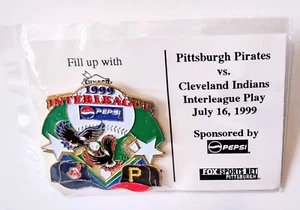 Fill up with
SUNOCO
1999
INTERLEAGUE
PEPSI
P
Pittsburgh Pirates
vs.
Cleveland Indians
Interleague Play
July 16, 1999
Sponsored by
PEPSI
FOX SPORTS NET
PITTSBURGH